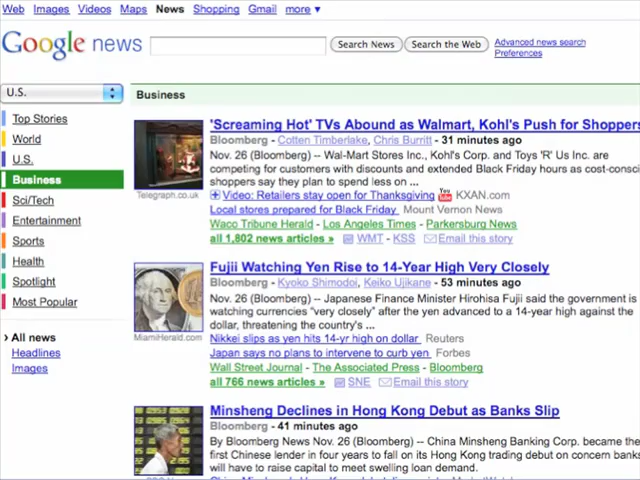 Web Images Videos Maps News Shopping Gmail more ▼
Google news Search News Search the Web Advanced news search
Preferences
U.S.
Business
Top Stories
World
U.S.
Business
Sci/Tech
Entertainment
Sports
Health
Spotlight
Most Popular
› All news
Headlines
Images
'Screaming Hot' TVs Abound as Walmart, Kohl's Push for Shoppers
Bloomberg - Cotten Timberlake, Chris Burritt - 31 minutes ago
Nov. 26 (Bloomberg) -- Wal-Mart Stores Inc., Kohl's Corp. and Toys 'R' Us Inc. are
competing for customers with discounts and extended Black Friday hours as cost-consci
shoppers say they plan to spend less on ...
Video: Retailers stay open for Thanksgiving You Tube KXAN.com
Local stores prepared for Black Friday Mount Vernon News
Waco Tribune Herald - Los Angeles Times - Parkersburg News
all 1,802 news articles » WMT - KSS Email this story
Telegraph.co.uk
Fujii Watching Yen Rise to 14-Year High Very Closely
Bloomberg - Kyoko Shimodoi, Keiko Ujikane - 53 minutes ago
Nov. 26 (Bloomberg) -- Japanese Finance Minister Hirohisa Fujii said the government is
watching currencies “very closely” after the yen advanced to a 14-year high against the
dollar, threatening the country's ...
Nikkei slips as yen hits 14-yr high on dollar Reuters
Japan says no plans to intervene to curb yen Forbes
Wall Street Journal - The Associated Press - Bloomberg
all 766 news articles » SNE Email this story
MiamiHerald.com
Minsheng Declines in Hong Kong Debut as Banks Slip
Bloomberg - 41 minutes ago
By Bloomberg News Nov. 26 (Bloomberg) -- China Minsheng Banking Corp. became the
first Chinese lender in four years to fall on its Hong Kong trading debut on concern banks
will have to raise capital to meet swelling loan demand.